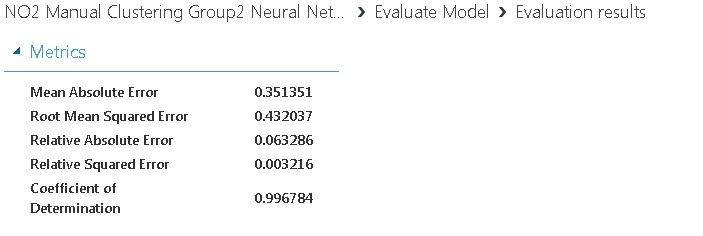 NO2 Manual Clustering Group2 Neural Net... > Evaluate Model > Evaluation results
Metrics
Mean Absolute Error 0.351351
Root Mean Squared Error 0.432037
Relative Absolute Error 0.063286
Relative Squared Error 0.003216
Coefficient of
Determination 0.996784